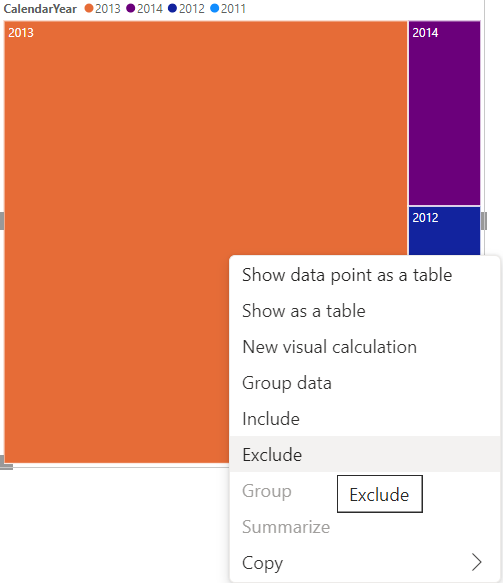 CalendarYear 2013 2014 2012 2011
2013
2014
2012
Show data point as a table
Show as a table
New visual calculation
Group data
Include
Exclude
Group
Exclude
Summarize
Copy